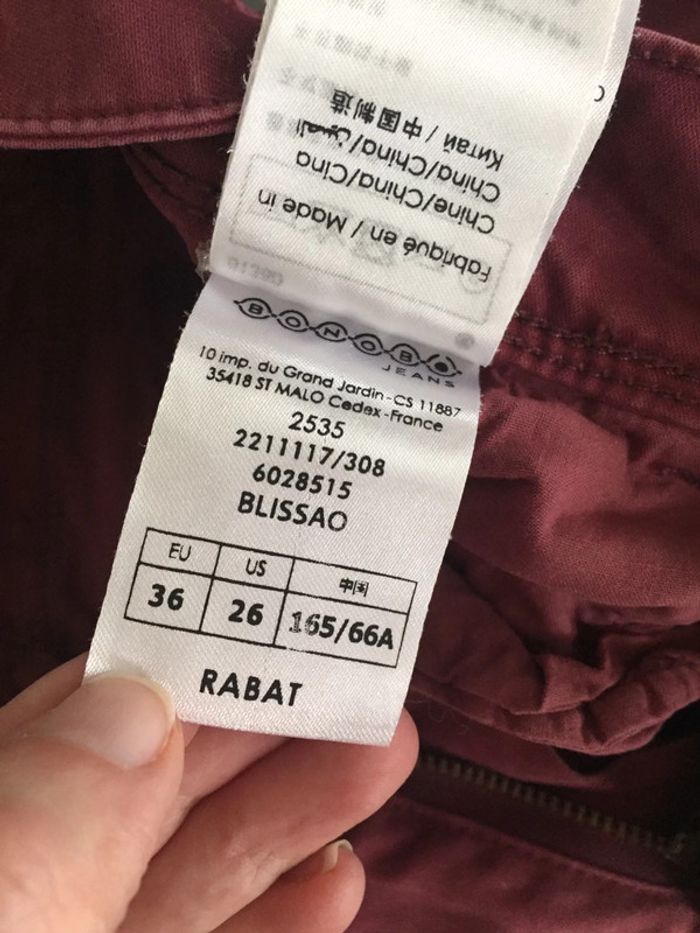 Fabriqué en / Made in
Chine/China/Cina
China/China/الصين
Китай / 中国制造
BONOBO
JEANS
10 imp. du Grand Jardin-CS 11887
35418 ST MALO Cedex-France
2535
2211117/308
6028515
BLISSAO
EU US 中国
36 26 165/66A
RABAT